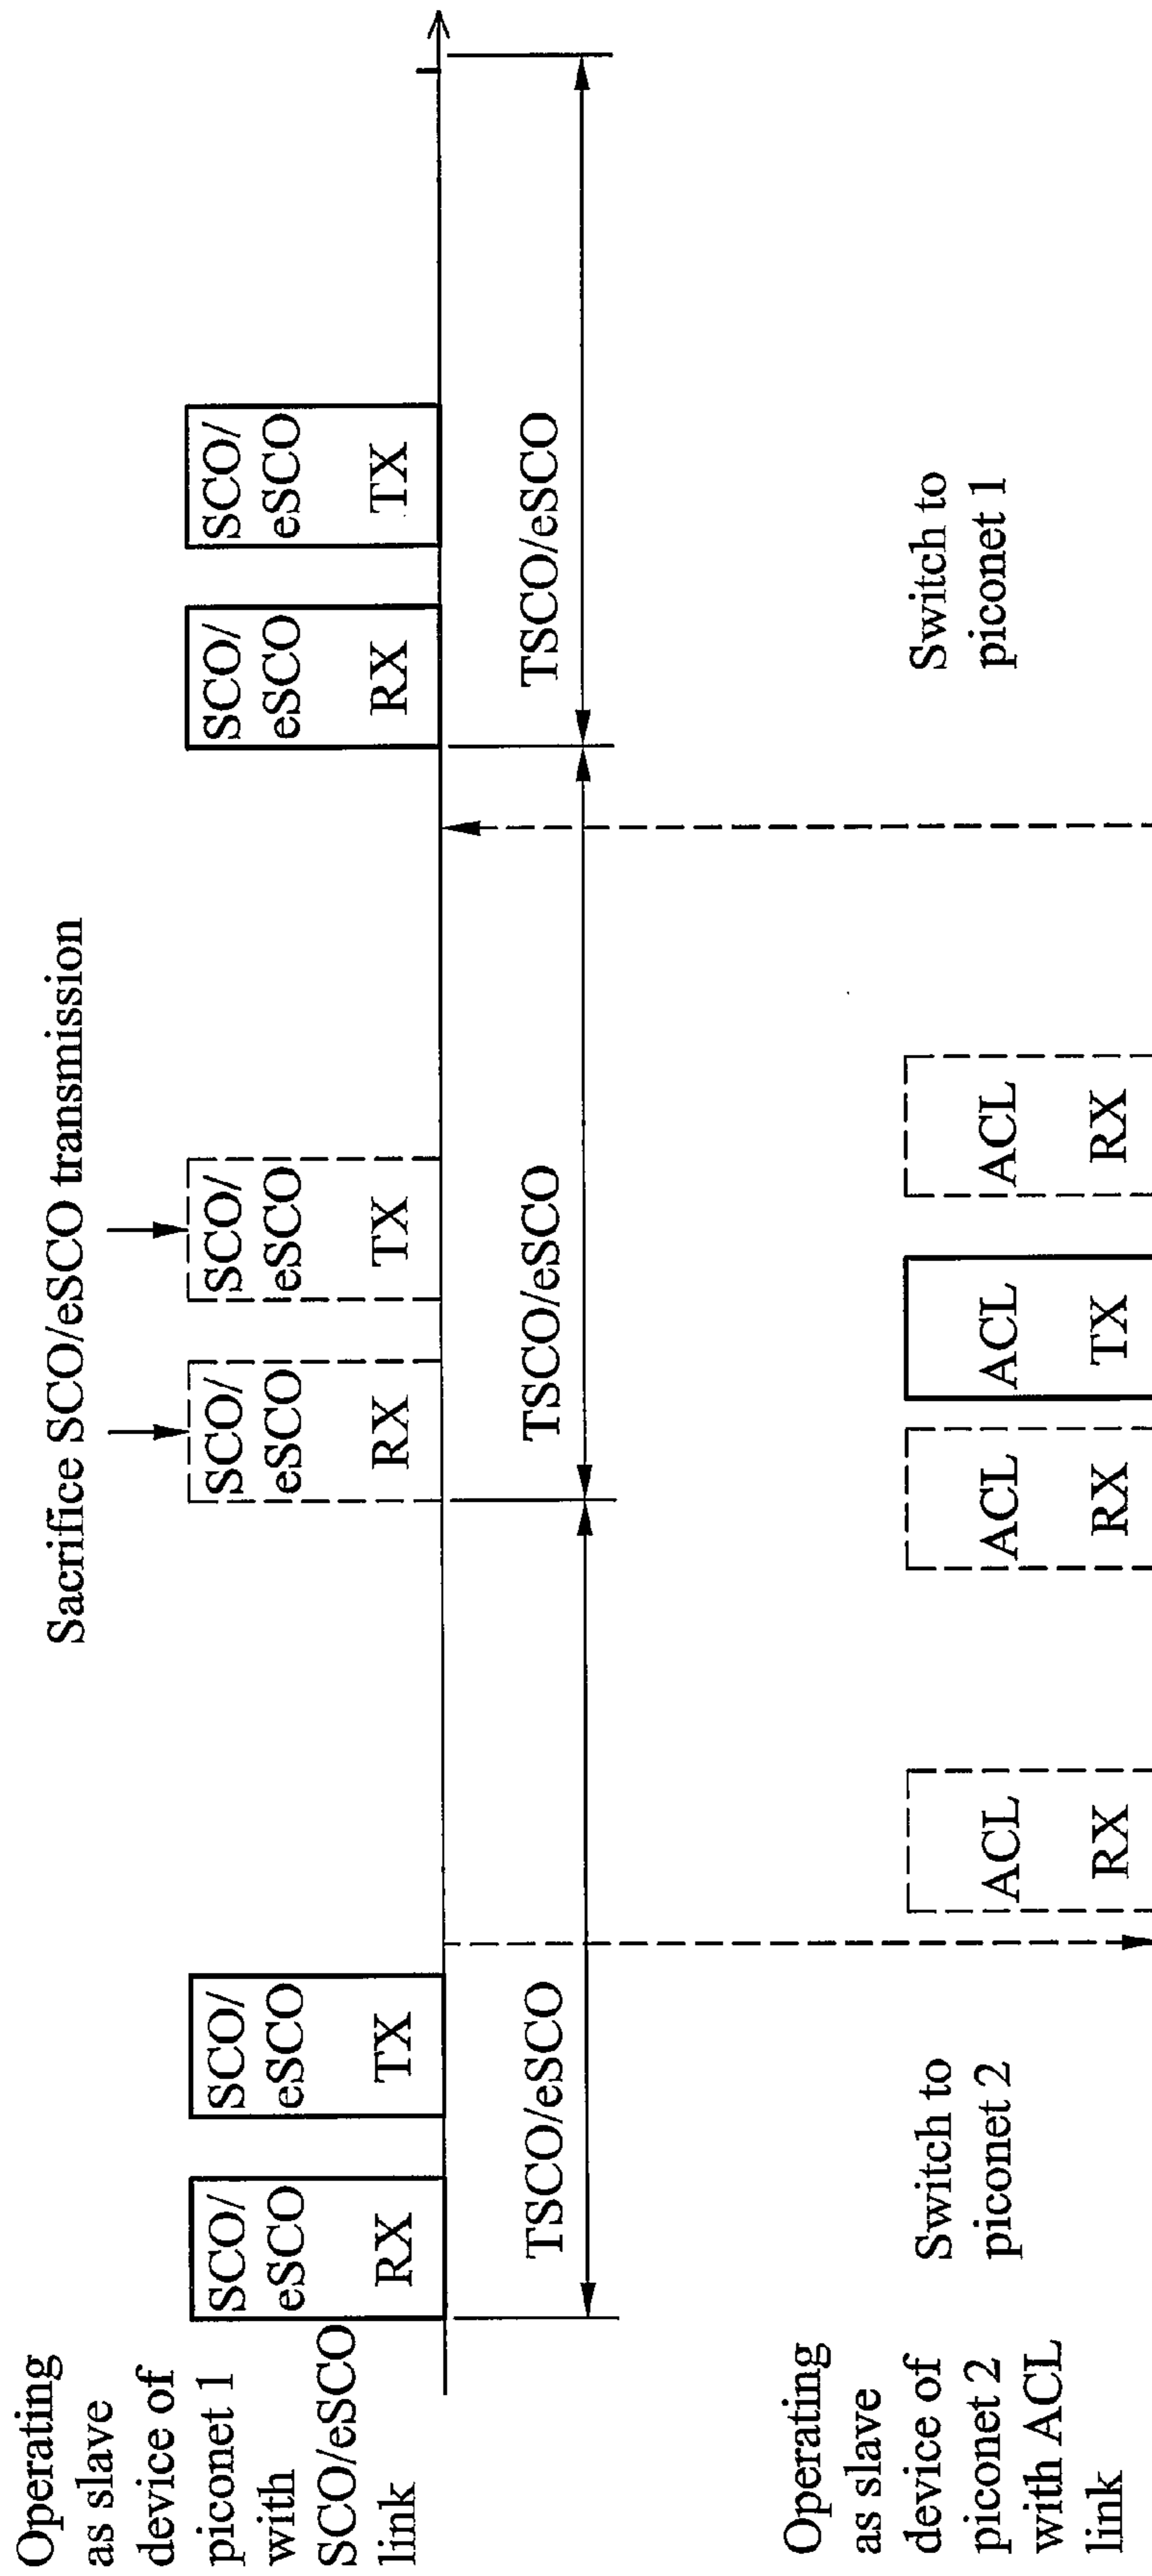 Sacrifice SCO/eSCO transmission
Operating
as slave
device of
piconet 1
with
SCO/eSCO
link
SCO/
eSCO
RX
SCO/
eSCO
TX
SCO/
eSCO
RX
SCO/
eSCO
TX
SCO/
eSCO
RX
SCO/
eSCO
TX
TSCO/eSCO
TSCO/eSCO
TSCO/eSCO
Operating
as slave
device of
piconet 2
with ACL
link
Switch to
piconet 2
ACL
RX
ACL
RX
ACL
TX
ACL
RX
Switch to
piconet 1